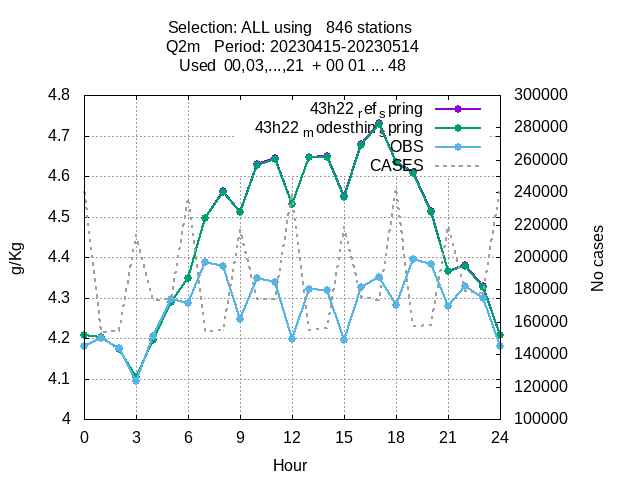 Selection: ALL using   846 stations
Q2m   Period: 20230415-20230514
Used  00,03,...,21  + 00 01 ... 48
4.8
4.7
4.6
4.5
4.4
4.3
4.2
4.1
4
g/Kg
43h22_ref_spring
43h22_modesthin_spring
OBS
CASES
300000
280000
260000
240000
220000
200000
180000
160000
140000
120000
100000
No cases
0 3 6 9 12 15 18 21 24
Hour